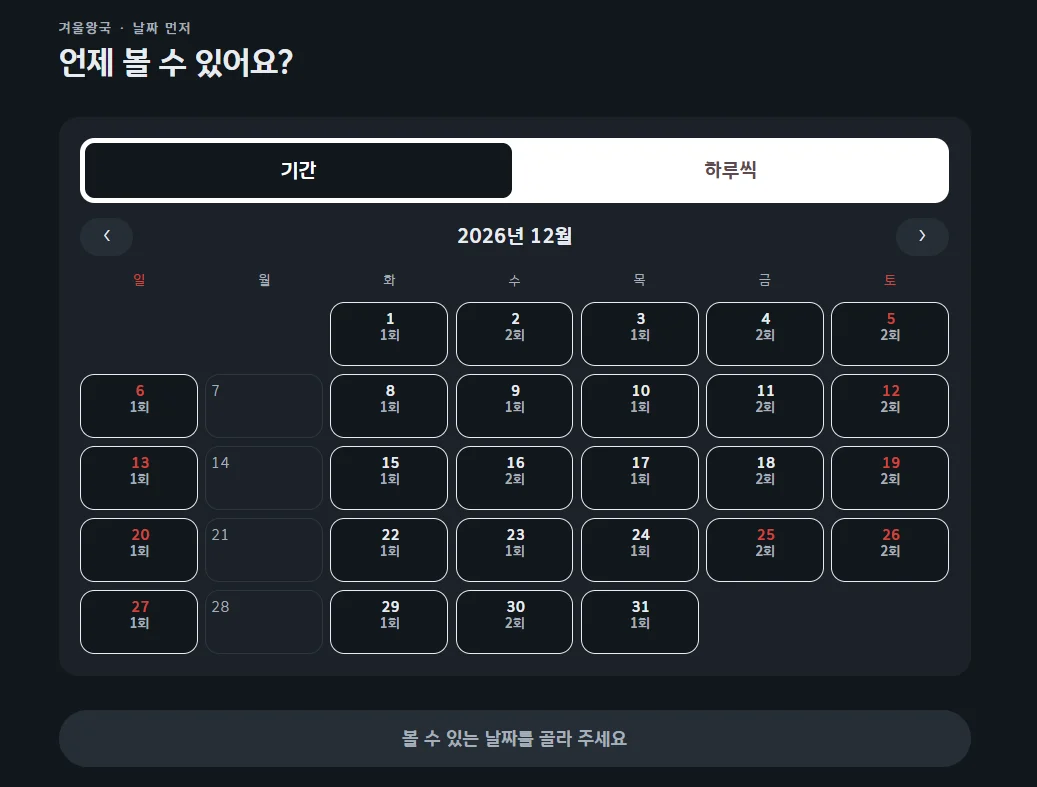 겨울왕국 · 날짜 먼저
언제 볼 수 있어요?
기간 하루씩
‹ 2026년 12월 ›
일 월 화 수 목 금 토
1 2 3 4 5
1회 2회 1회 2회 2회
6 7 8 9 10 11 12
1회 1회 1회 1회 2회 2회
13 14 15 16 17 18 19
1회 1회 2회 1회 2회 2회
20 21 22 23 24 25 26
1회 1회 1회 1회 2회 2회
27 28 29 30 31
1회 1회 2회 1회
볼 수 있는 날짜를 골라 주세요